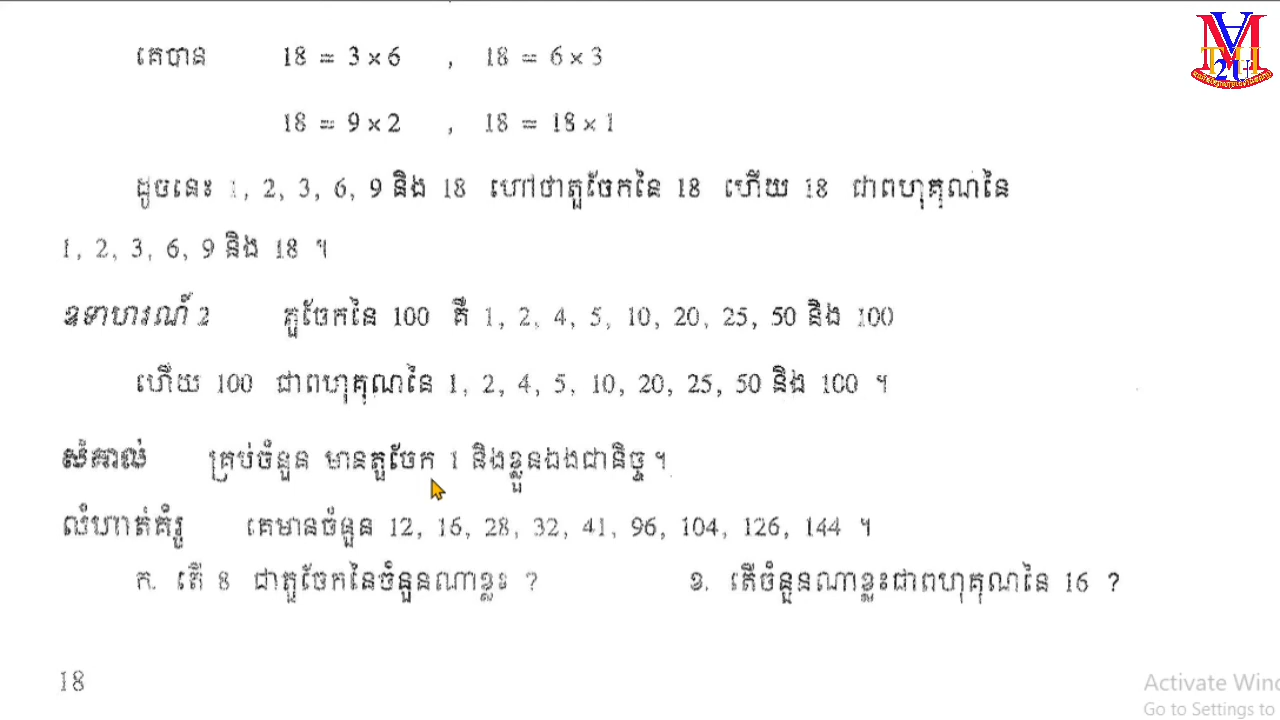 គេបាន 18 = 3 × 6 , 18 = 6 × 3
18 = 9 × 2 , 18 = 18 × 1
ដូចនេះ 1, 2, 3, 6, 9 និង 18 ហៅថាតួចែកនៃ 18 ហើយ 18 ជាពហុគុណនៃ
1, 2, 3, 6, 9 និង 18 ។
ឧទាហរណ៍ 2 តួចែកនៃ 100 គឺ 1, 2, 4, 5, 10, 20, 25, 50 និង 100
ហើយ 100 ជាពហុគុណនៃ 1, 2, 4, 5, 10, 20, 25, 50 និង 100 ។
សំគាល់ គ្រប់ចំនួន មានតួចែក 1 និងខ្លួនឯងជានិច្ច ។
លំហាត់គំរូ គេមានចំនួន 12, 16, 28, 32, 41, 96, 104, 126, 144 ។
ក. តើ 8 ជាតួចែកនៃចំនួនណាខ្លះ ? ខ. តើចំនួនណាខ្លះជាពហុគុណនៃ 16 ?
18
Activate Wind
Go to Settings to